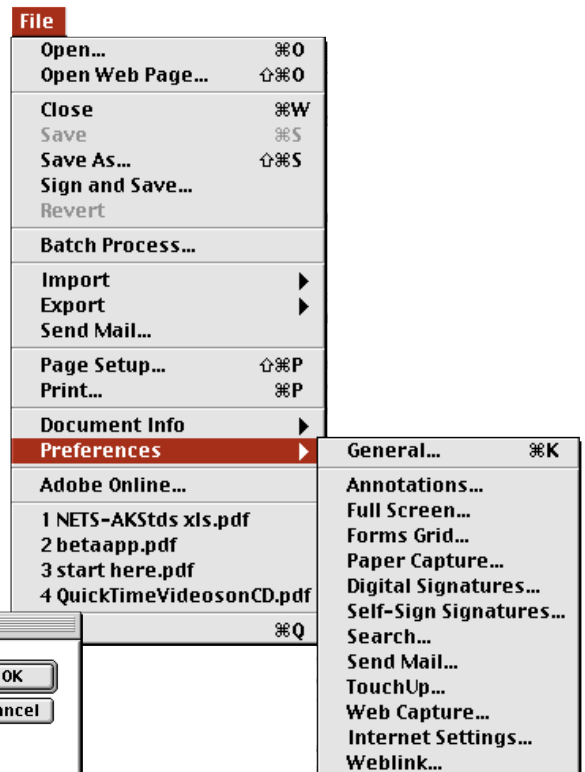 File
Open... ⌘O
Open Web Page... ⇧⌘O
Close ⌘W
Save ⌘S
Save As... ⇧⌘S
Sign and Save...
Revert
Batch Process...
Import
Export
Send Mail...
Page Setup... ⇧⌘P
Print... ⌘P
Document Info
Preferences
Adobe Online...
1 NETS-AKStds xls.pdf
2 betaapp.pdf
3 start here.pdf
4 QuickTimeVideosonCD.pdf
⌘Q
General... ⌘K
Annotations...
Full Screen...
Forms Grid...
Paper Capture...
Digital Signatures...
Self-Sign Signatures...
Search...
Send Mail...
TouchUp...
Web Capture...
Internet Settings...
Weblink...
OK